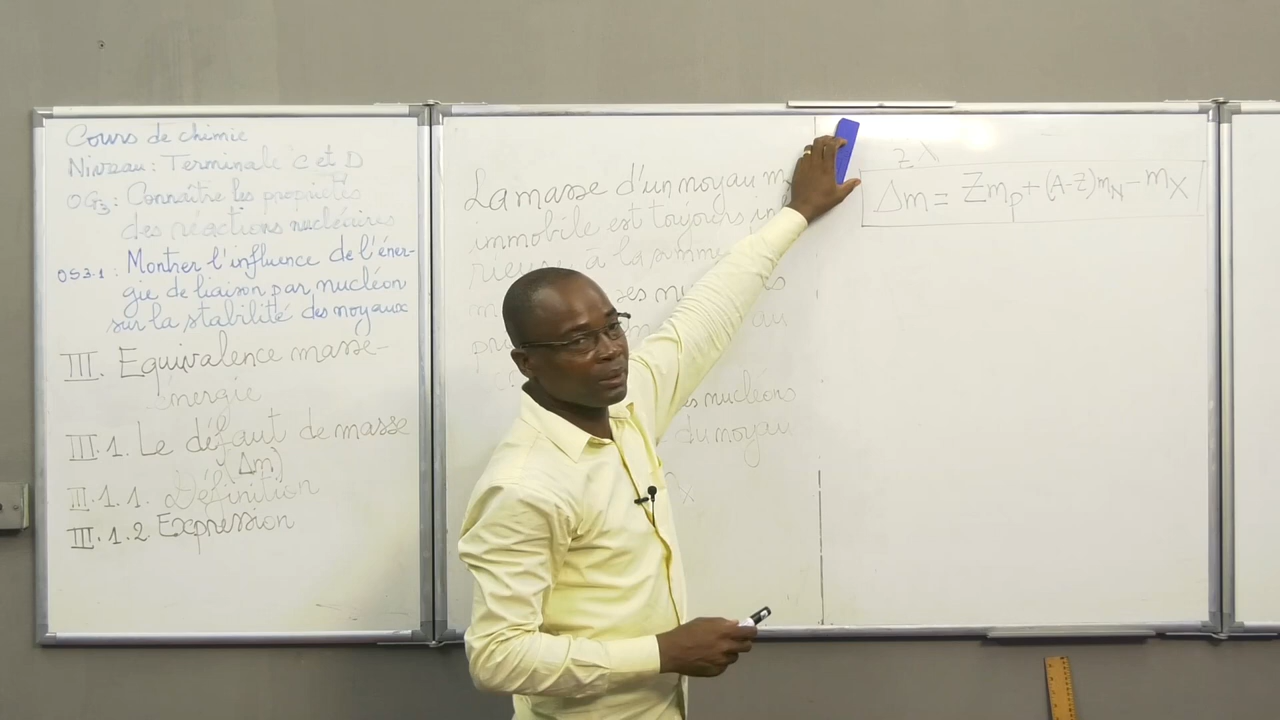 Cours de chimie
Niveau : Terminale C et D
OG3 : Connaître les propriétés
des réactions nucléaires
OS3.1 : Montrer l'influence de l'éner-
gie de liaison par nucléon
sur la stabilité des noyaux
III. Equivalence masse-
énergie
III.1. Le défaut de masse
(Δm)
III.1.1. Définition
III.1.2 Expression
La masse d'un noyau
immobile est toujours
rieure à la somme
nucléons
du noyau
Z
Δm = Zmp + (A-Z)mN - mX